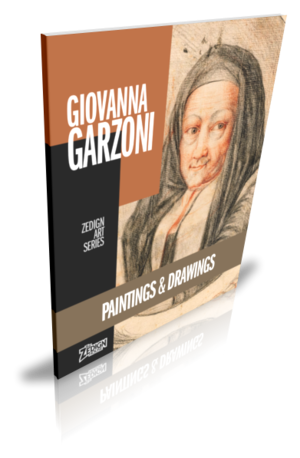 GIOVANNA
GARZONI
ZEDIGN
ART
SERIES
PAINTINGS & DRAWINGS
ZEDIGN